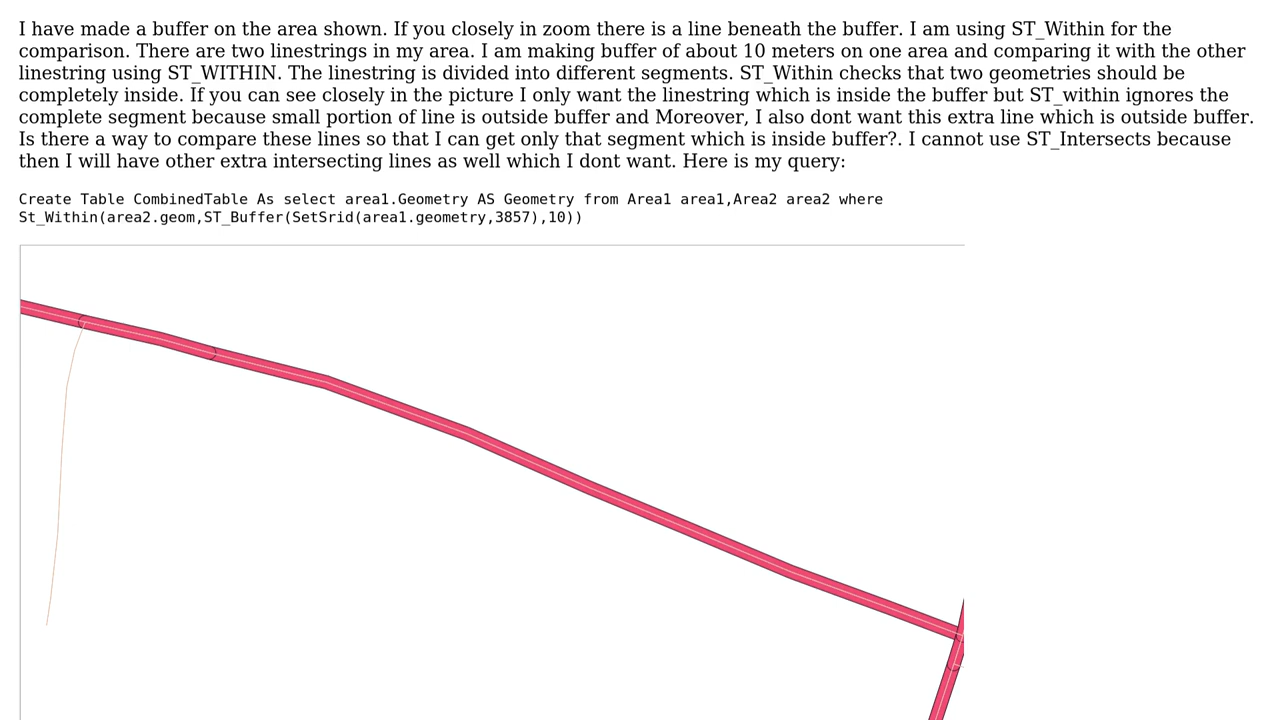 I have made a buffer on the area shown. If you closely in zoom there is a line beneath the buffer. I am using ST_Within for the
comparison. There are two linestrings in my area. I am making buffer of about 10 meters on one area and comparing it with the other
linestring using ST_WITHIN. The linestring is divided into different segments. ST_Within checks that two geometries should be
completely inside. If you can see closely in the picture I only want the linestring which is inside the buffer but ST_within ignores the
complete segment because small portion of line is outside buffer and Moreover, I also dont want this extra line which is outside buffer.
Is there a way to compare these lines so that I can get only that segment which is inside buffer?. I cannot use ST_Intersects because
then I will have other extra intersecting lines as well which I dont want. Here is my query:
Create Table CombinedTable As select area1.Geometry AS Geometry from Area1 area1,Area2 area2 where
St_Within(area2.geom,ST_Buffer(SetSrid(area1.geometry,3857),10))